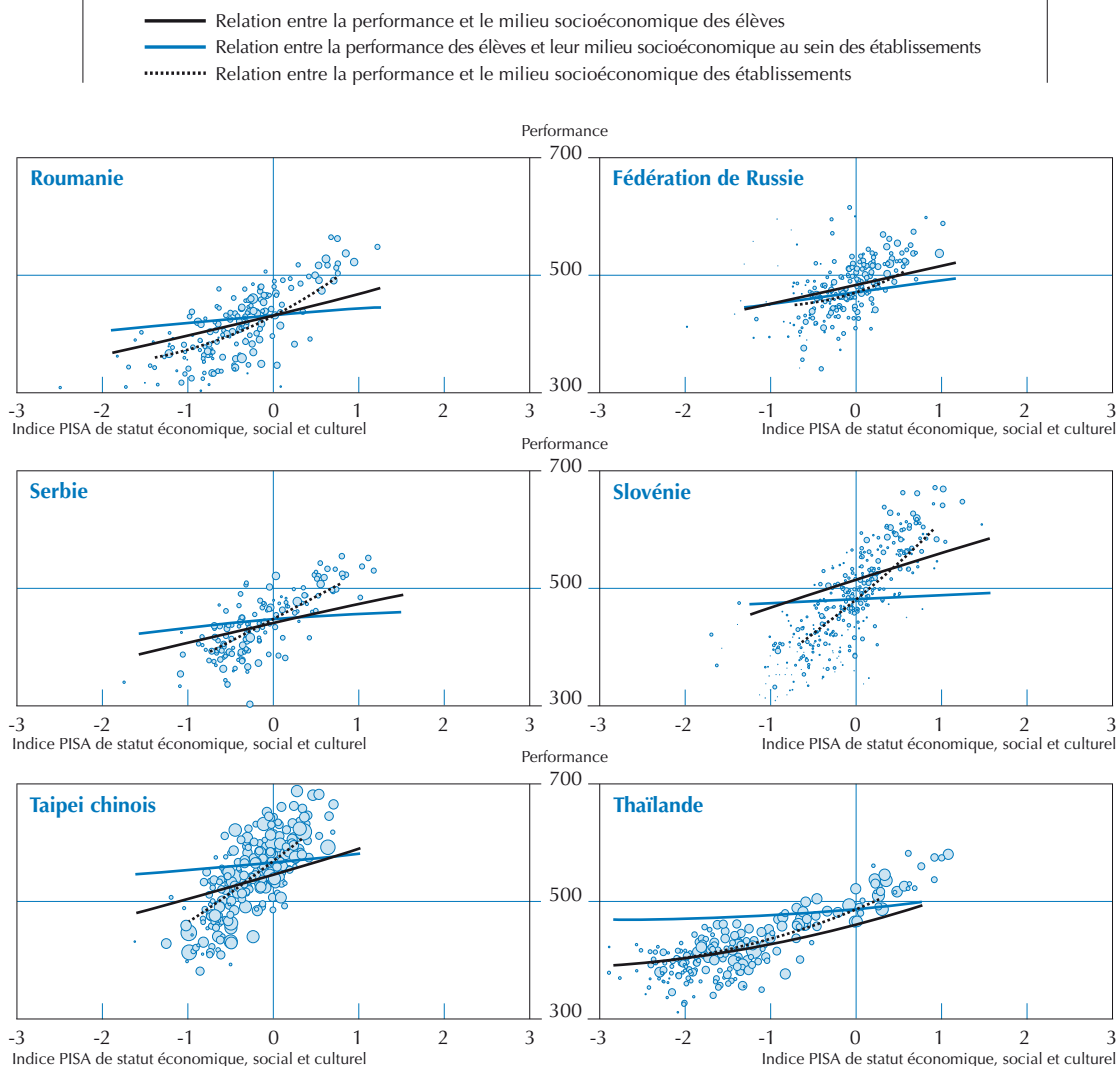 Relation entre la performance et le milieu socioéconomique des élèves
Relation entre la performance des élèves et leur milieu socioéconomique au sein des établissements
Relation entre la performance et le milieu socioéconomique des établissements
Performance
700
Roumanie
Fédération de Russie
500
300
-3 -2 -1 0 1 2 3
-3 -2 -1 0 1 2 3
Indice PISA de statut économique, social et culturel
Indice PISA de statut économique, social et culturel
Performance
700
Serbie
Slovénie
500
300
-3 -2 -1 0 1 2 3
-3 -2 -1 0 1 2 3
Indice PISA de statut économique, social et culturel
Indice PISA de statut économique, social et culturel
Performance
700
Taipei chinois
Thaïlande
500
300
-3 -2 -1 0 1 2 3
-3 -2 -1 0 1 2 3
Indice PISA de statut économique, social et culturel
Indice PISA de statut économique, social et culturel